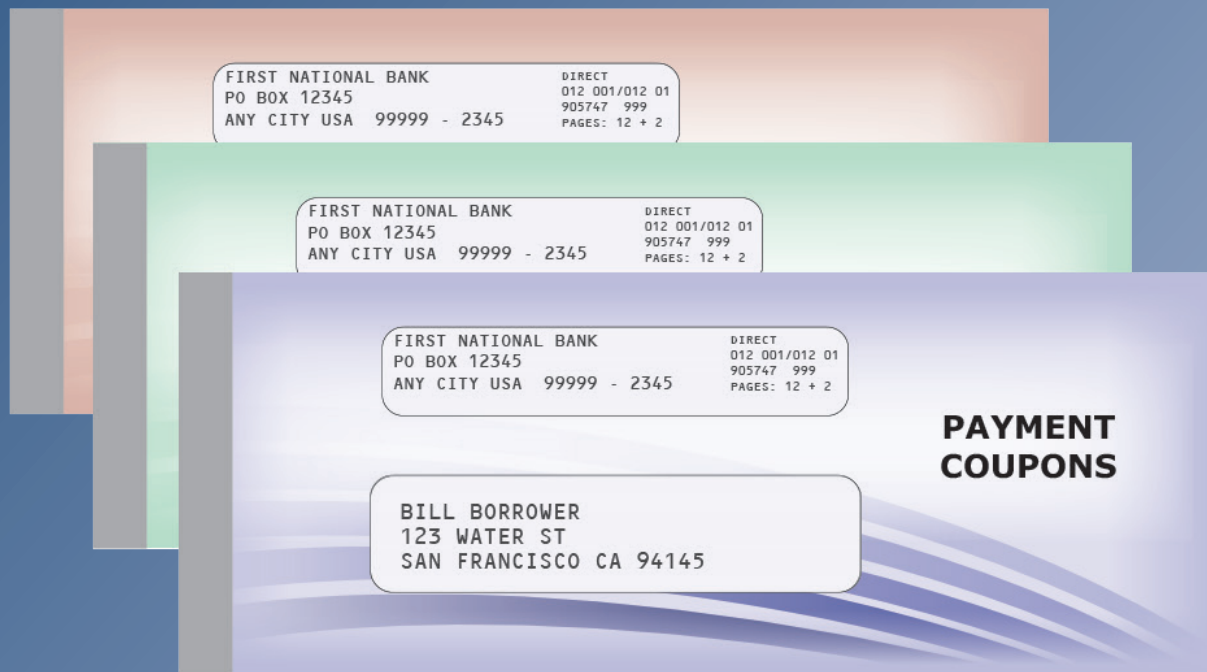 FIRST NATIONAL BANK
PO BOX 12345
ANY CITY USA 99999 - 2345
DIRECT
012 001/012 01
905747 999
PAGES: 12 + 2
FIRST NATIONAL BANK
PO BOX 12345
ANY CITY USA 99999 - 2345
DIRECT
012 001/012 01
905747 999
PAGES: 12 + 2
FIRST NATIONAL BANK
PO BOX 12345
ANY CITY USA 99999 - 2345
DIRECT
012 001/012 01
905747 999
PAGES: 12 + 2
PAYMENT
COUPONS
BILL BORROWER
123 WATER ST
SAN FRANCISCO CA 94145